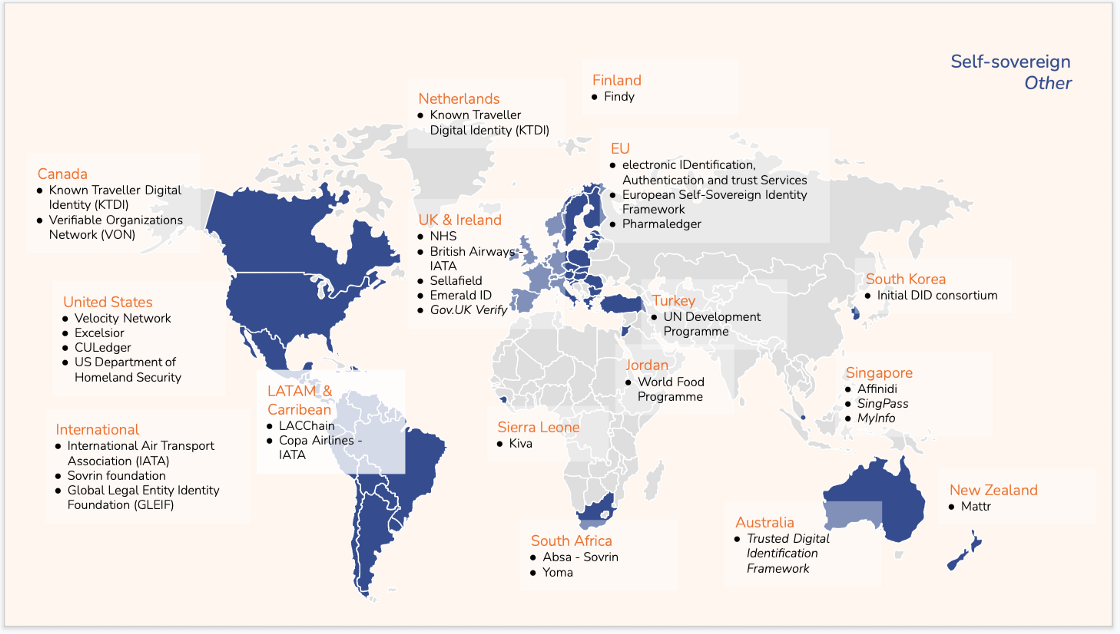 Self-sovereign
Other
Finland
● Findy
Netherlands
● Known Traveller
Digital Identity (KTDI)
EU
● electronic IDentification,
Authentication and trust Services
● European Self-Sovereign Identity
Framework
● Pharmaledger
Canada
● Known Traveller Digital
Identity (KTDI)
● Verifiable Organizations
Network (VON)
UK & Ireland
● NHS
● British Airways -
IATA
● Sellafield
● Emerald ID
● Gov.UK Verify
South Korea
● Initial DID consortium
United States
● Velocity Network
● Excelsior
● CULedger
● US Department of
Homeland Security
Turkey
● UN Development
Programme
Jordan
● World Food
Programme
Singapore
● Affinidi
● SingPass
● MyInfo
LATAM &
Carribean
● LACChain
● Copa Airlines -
IATA
International
● International Air Transport
Association (IATA)
● Sovrin foundation
● Global Legal Entity Identity
Foundation (GLEIF)
Sierra Leone
● Kiva
New Zealand
● Mattr
Australia
● Trusted Digital
Identification
Framework
South Africa
● Absa - Sovrin
● Yoma